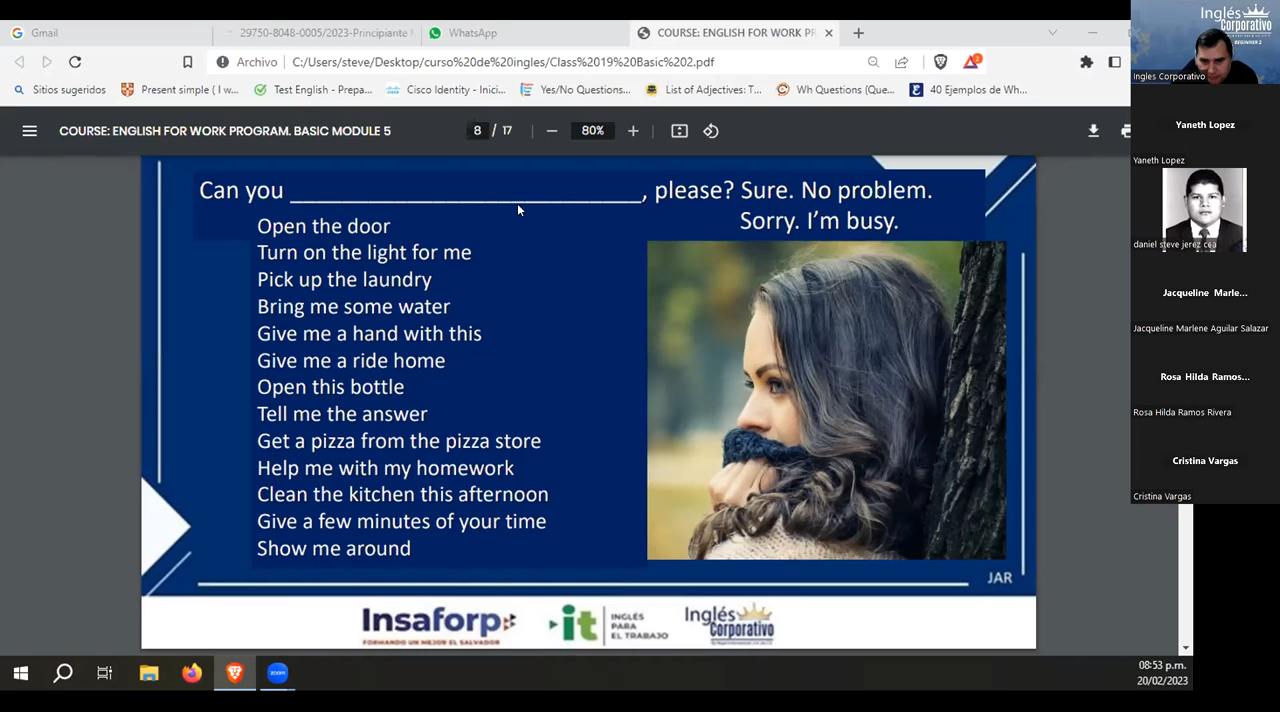 Gmail
29750-8048-0005/2023-Principiante
WhatsApp
COURSE: ENGLISH FOR WORK PR
Archivo
C:/Users/steve/Desktop/curso%20de%20ingles/Class%2019%20Basic%202.pdf
2
Sitios sugeridos
Present simple ( I w...
Test English - Prepa...
Cisco Identity - Inici...
Yes/No Questions...
List of Adjectives: T...
Wh Questions (Que...
40 Ejemplos de Wh...
COURSE: ENGLISH FOR WORK PROGRAM. BASIC MODULE 5
8 / 17
80%
Can you ___________________________, please? Sure. No problem.
Sorry. I'm busy.
Open the door
Turn on the light for me
Pick up the laundry
Bring me some water
Give me a hand with this
Give me a ride home
Open this bottle
Tell me the answer
Get a pizza from the pizza store
Help me with my homework
Clean the kitchen this afternoon
Give a few minutes of your time
Show me around
JAR
Insaforp
FORMANDO UN MEJOR EL SALVADOR
it
INGLÉS
PARA
EL TRABAJO
Inglés
Corporativo
Inglés
Corporativo
BEGINNER 2
Ingles Corporativo
Yaneth Lopez
Yaneth Lopez
daniel steve jerez cea
Jacqueline Marle...
Jacqueline Marlene Aguilar Salazar
Rosa Hilda Ramos...
Rosa Hilda Ramos Rivera
Cristina Vargas
Cristina Vargas
zoom
08:53 p.m.
20/02/2023